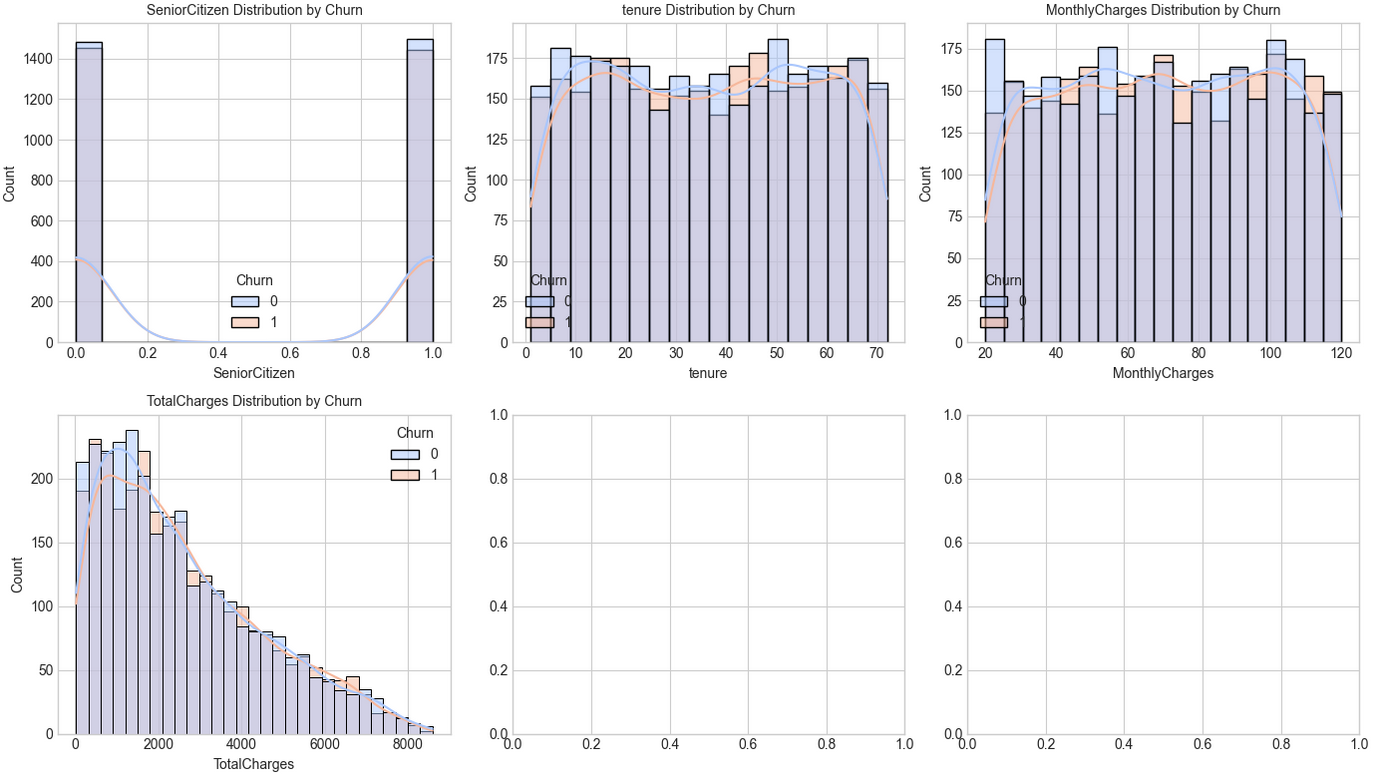 SeniorCitizen Distribution by Churn
1400
1200
1000
800
600
400
200
0
Count
0.0 0.2 0.4 0.6 0.8 1.0
SeniorCitizen
Churn
0
1
tenure Distribution by Churn
175
150
125
100
75
50
25
0
Count
0 10 20 30 40 50 60 70
tenure
Churn
0
1
MonthlyCharges Distribution by Churn
175
150
125
100
75
50
25
0
Count
20 40 60 80 100 120
MonthlyCharges
Churn
0
1
TotalCharges Distribution by Churn
200
150
100
50
0
Count
0 2000 4000 6000 8000
TotalCharges
Churn
0
1
1.0
0.8
0.6
0.4
0.2
0.0
0.0 0.2 0.4 0.6 0.8 1.0
1.0
0.8
0.6
0.4
0.2
0.0
0.0 0.2 0.4 0.6 0.8 1.0